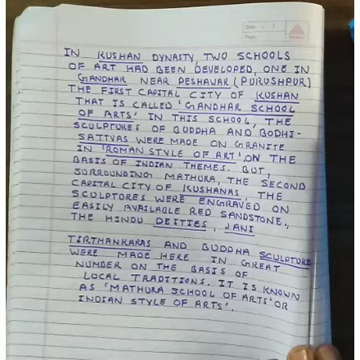 Date
Page
IN KUSHAN DYNASTY, TWO SCHOOLS
OF ART HAD BEEN DEVELOPED, ONE IN
GANDHAR NEAR PESHAWAR (PURUSHPUR)
THE FIRST CAPITAL CITY OF KUSHAN
THAT IS CALLED 'GANDHAR SCHOOL
OF ARTS' IN THIS SCHOOL, THE
SCULPTURES OF BUDDHA AND BODHI-
SATTVAS WERE MADE ON GRANITE
IN 'ROMAN STYLE OF ART' ON THE
BASIS OF INDIAN THEMES. BUT,
SURROUNDING MATHURA, THE SECOND
CAPITAL CITY OF KUSHANAS, THE
SCULPTORES WERE ENGRAVED ON
EASILY AVAILABLE RED SANDSTONE.,
THE HINDU DEITIES, JANI
TIRTHANKARAS AND BUDDHA SCULPTURE
WERE MADE HERE IN GREAT
NUMBER ON THE BASIS OF
LOCAL TRADITIONS. IT IS KNOWN
AS 'MATHURA SCHOOL OF ARTS' OR
INDIAN STYLE OF ARTS'.